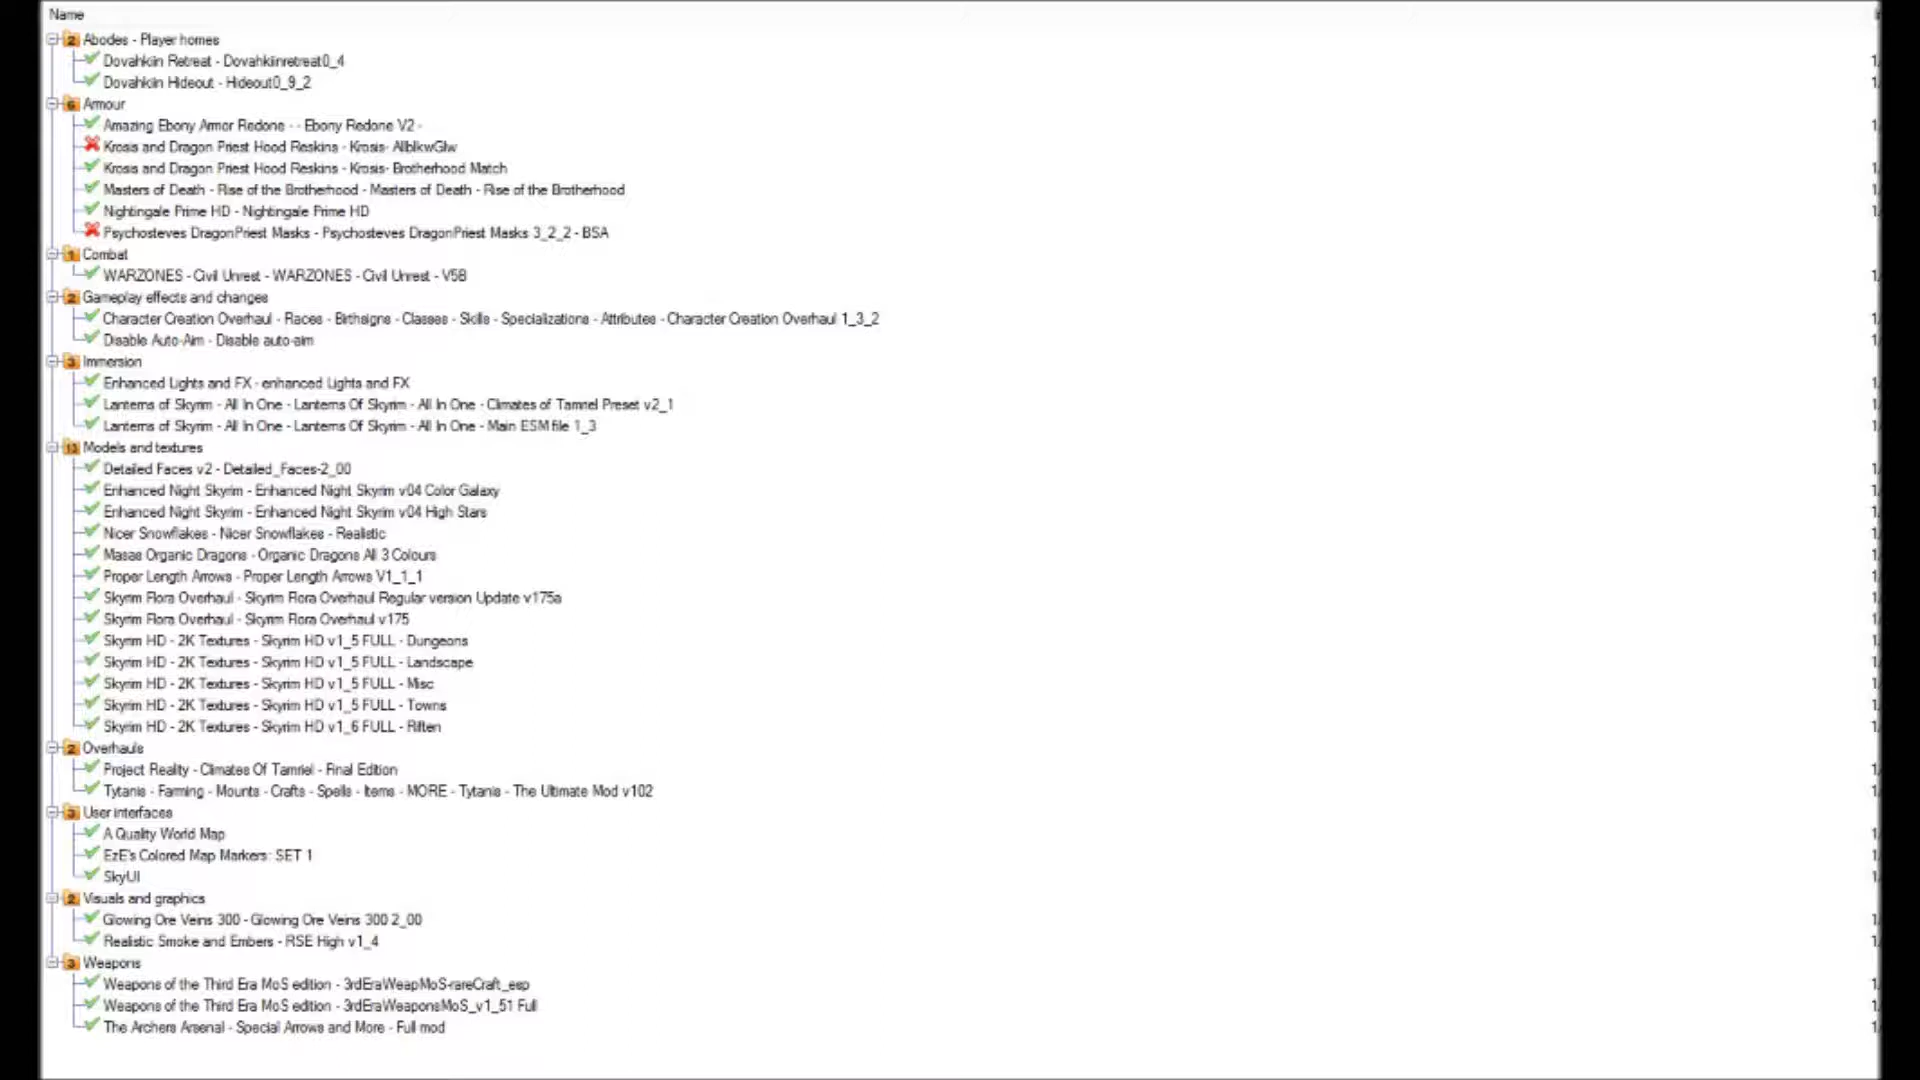 Name
2 Abodes - Player homes
Dovahkiin Retreat - Dovahkiinretreat0_4
Dovahkiin Hideout - Hideout0_9_2
6 Armour
Amazing Ebony Armor Redone - - Ebony Redone V2 -
Krosis and Dragon Priest Hood Reskins - Krosis- AllblkwGlw
Krosis and Dragon Priest Hood Reskins - Krosis- Brotherhood Match
Masters of Death - Rise of the Brotherhood - Masters of Death - Rise of the Brotherhood
Nightingale Prime HD - Nightingale Prime HD
Psychosteves DragonPriest Masks - Psychosteves DragonPriest Masks 3_2_2 - BSA
1 Combat
WARZONES - Civil Unrest - WARZONES - Civil Unrest - V5B
2 Gameplay effects and changes
Character Creation Overhaul - Races - Birthsigns - Classes - Skills - Specializations - Attributes - Character Creation Overhaul 1_3_2
Disable Auto-Aim - Disable auto-aim
3 Immersion
Enhanced Lights and FX - enhanced Lights and FX
Lanterns of Skyrim - All In One - Lanterns Of Skyrim - All In One - Climates of Tamriel Preset v2_1
Lanterns of Skyrim - All In One - Lanterns Of Skyrim - All In One - Main ESM file 1_3
13 Models and textures
Detailed Faces v2 - Detailed_Faces-2_00
Enhanced Night Skyrim - Enhanced Night Skyrim v04 Color Galaxy
Enhanced Night Skyrim - Enhanced Night Skyrim v04 High Stars
Nicer Snowflakes - Nicer Snowflakes - Realistic
Masas Organic Dragons - Organic Dragons All 3 Colours
Proper Length Arrows - Proper Length Arrows V1_1_1
Skyrim Flora Overhaul - Skyrim Flora Overhaul Regular version Update v175a
Skyrim Flora Overhaul - Skyrim Flora Overhaul v175
Skyrim HD - 2K Textures - Skyrim HD v1_5 FULL - Dungeons
Skyrim HD - 2K Textures - Skyrim HD v1_5 FULL - Landscape
Skyrim HD - 2K Textures - Skyrim HD v1_5 FULL - Misc
Skyrim HD - 2K Textures - Skyrim HD v1_5 FULL - Towns
Skyrim HD - 2K Textures - Skyrim HD v1_6 FULL - Riften
2 Overhauls
Project Reality - Climates Of Tamriel - Final Edition
Tytanis - Farming - Mounts - Crafts - Spells - Items - MORE - Tytanis - The Ultimate Mod v102
3 User interfaces
A Quality World Map
EzE's Colored Map Markers: SET 1
SkyUI
2 Visuals and graphics
Glowing Ore Veins 300 - Glowing Ore Veins 300 2_00
Realistic Smoke and Embers - RSE High v1_4
3 Weapons
Weapons of the Third Era MoS edition - 3rdEraWeapMoS-rareCraft_esp
Weapons of the Third Era MoS edition - 3rdEraWeaponsMoS_v1_51 Full
The Archers Arsenal - Special Arrows and More - Full mod